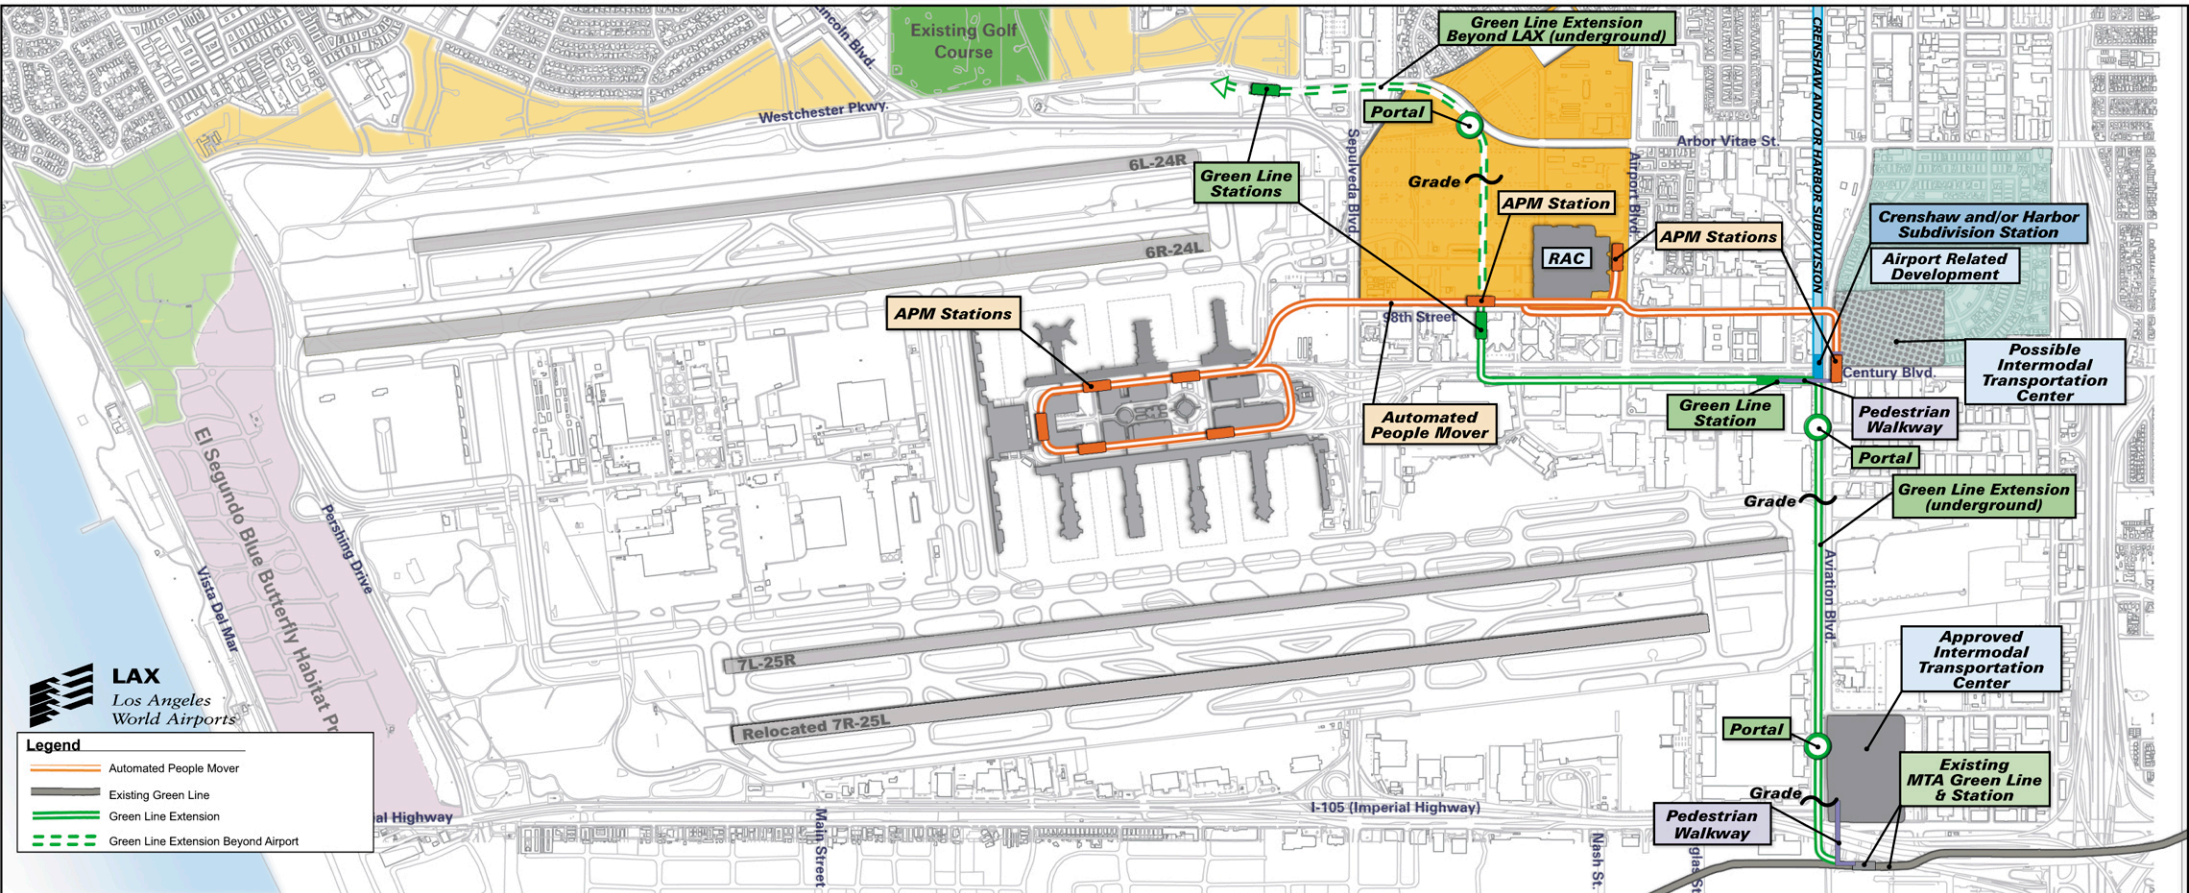 Existing Golf
Course
Lincoln Blvd.
Green Line Extension
Beyond LAX (underground)
CRENSHAW AND/OR HARBOR SUBDIVISION
Westchester Pkwy.
Portal
Arbor Vitae St.
Sepulveda Blvd
Airport Blvd
6L-24R
Green Line
Stations
Grade
APM Station
Crenshaw and/or Harbor
Subdivision Station
APM Stations
6R-24L
RAC
Airport Related
Development
APM Stations
98th Street
Possible
Intermodal
Transportation
Center
Century Blvd.
Automated
People Mover
Green Line
Station
Pedestrian
Walkway
Portal
El Segundo Blue Butterfly Habitat Pr
Pershing Drive
Vista Del Mar
Grade
Green Line Extension
(underground)
Aviation Blvd.
7L-25R
Relocated 7R-25L
Approved
Intermodal
Transportation
Center
Portal
Existing
MTA Green Line
& Station
Grade
Pedestrian
Walkway
I-105 (Imperial Highway)
al Highway
Main Street
Nash St.
glas St
LAX
Los Angeles
World Airports
Legend
Automated People Mover
Existing Green Line
Green Line Extension
Green Line Extension Beyond Airport